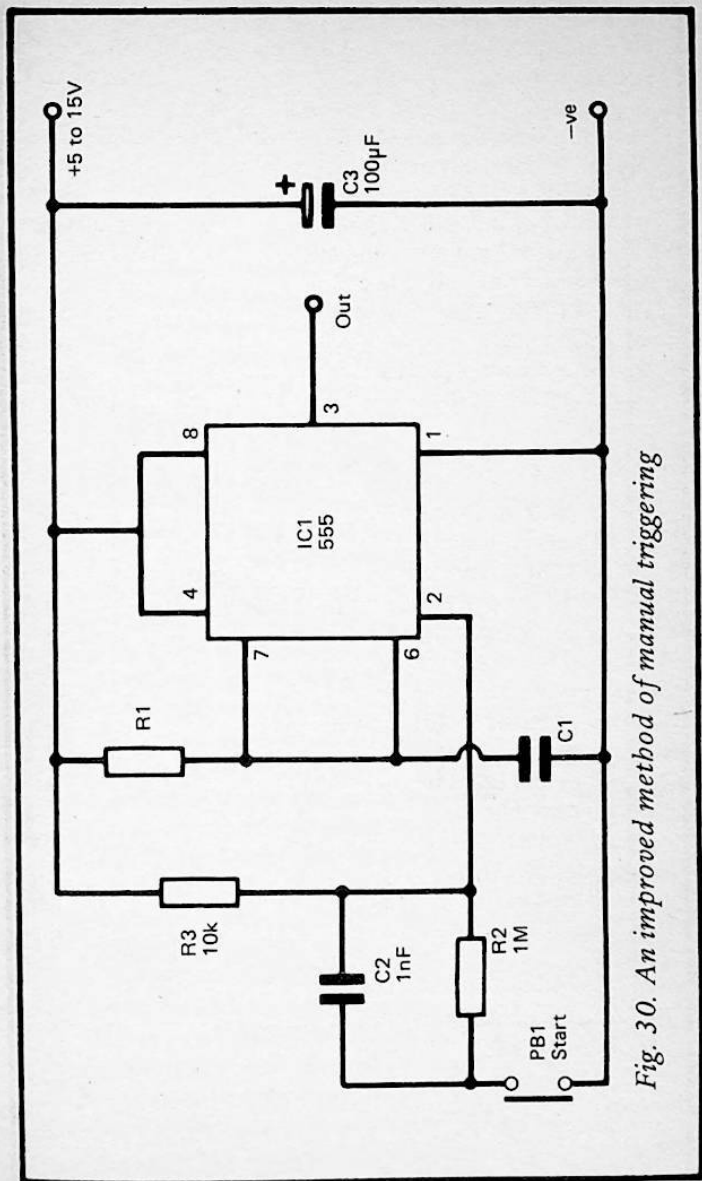 +5 to 15V
R1
R3
10k
4
8
7
IC1
555
3
Out
+
C3
100µF
C2
1nF
6
2
1
R2
1M
C1
PB1
Start
−ve
Fig. 30. An improved method of manual triggering